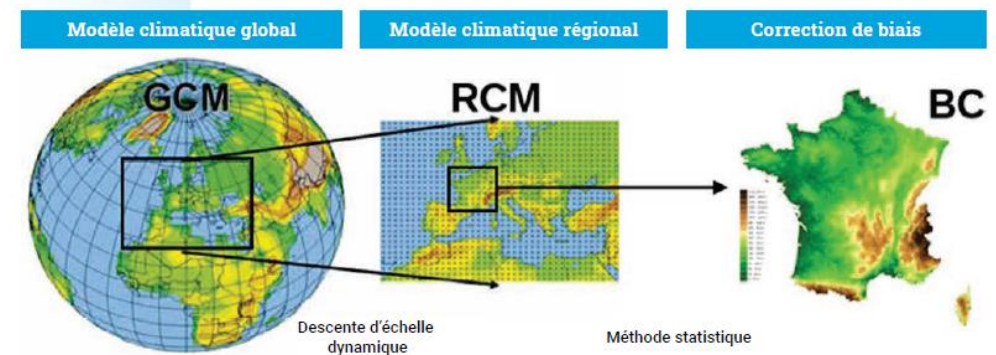 Modèle climatique global
Modèle climatique régional
Correction de biais
GCM
RCM
BC
Descente d'échelle
dynamique
Méthode statistique